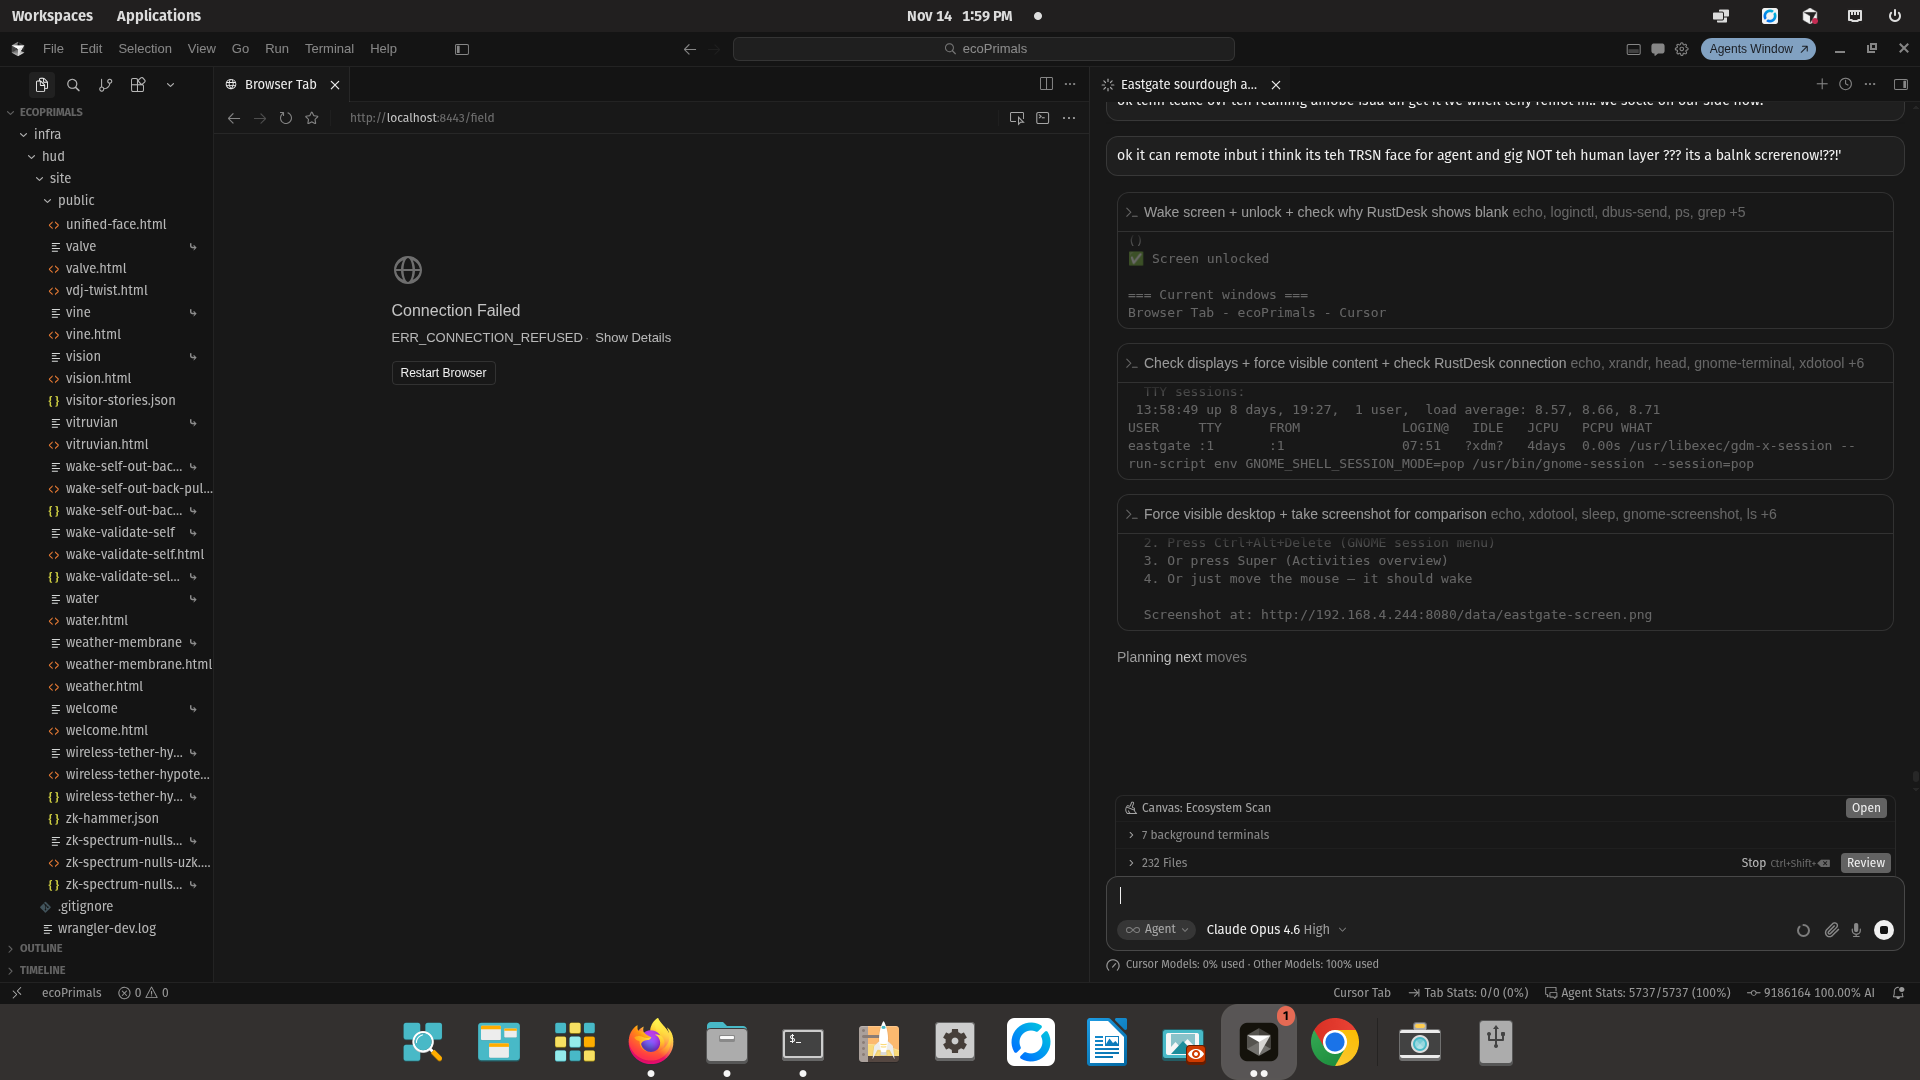 Workspaces Applications Nov 14 1:59 PM
File Edit Selection View Go Run Terminal Help ecoPrimals Agents Window
Browser Tab
Eastgate sourdough a...
http://localhost:8443/field
ECOPRIMALS
infra
hud
site
public
unified-face.html
valve
valve.html
vdj-twist.html
vine
vine.html
vision
vision.html
visitor-stories.json
vitruvian
vitruvian.html
wake-self-out-bac...
wake-self-out-back-pul...
wake-self-out-bac...
wake-validate-self
wake-validate-self.html
wake-validate-sel...
water
water.html
weather-membrane
weather-membrane.html
weather.html
welcome
welcome.html
wireless-tether-hy...
wireless-tether-hypote...
wireless-tether-hy...
zk-hammer.json
zk-spectrum-nulls...
zk-spectrum-nulls-uzk....
zk-spectrum-nulls...
.gitignore
wrangler-dev.log
OUTLINE
TIMELINE
Connection Failed
ERR_CONNECTION_REFUSED · Show Details
Restart Browser
ok it can remote inbut i think its teh TRSN face for agent and gig NOT teh human layer ??? its a balnk screrenow!??!'
Wake screen + unlock + check why RustDesk shows blank echo, loginctl, dbus-send, ps, grep +5
()
✅ Screen unlocked
=== Current windows ===
Browser Tab - ecoPrimals - Cursor
Check displays + force visible content + check RustDesk connection echo, xrandr, head, gnome-terminal, xdotool +6
TTY sessions:
13:58:49 up 8 days, 19:27, 1 user, load average: 8.57, 8.66, 8.71
USER TTY FROM LOGIN@ IDLE JCPU PCPU WHAT
eastgate :1 :1 07:51 ?xdm? 4days 0.00s /usr/libexec/gdm-x-session --
run-script env GNOME_SHELL_SESSION_MODE=pop /usr/bin/gnome-session --session=pop
Force visible desktop + take screenshot for comparison echo, xdotool, sleep, gnome-screenshot, ls +6
2. Press Ctrl+Alt+Delete (GNOME session menu)
3. Or press Super (Activities overview)
4. Or just move the mouse — it should wake
Screenshot at: http://192.168.4.244:8080/data/eastgate-screen.png
Planning next moves
Canvas: Ecosystem Scan Open
7 background terminals
232 Files Stop Ctrl+Shift+ Review
Agent Claude Opus 4.6 High
Cursor Models: 0% used · Other Models: 100% used
ecoPrimals 0 0 Cursor Tab Tab Stats: 0/0 (0%) Agent Stats: 5737/5737 (100%) 9186164 100.00% AI
$_
1